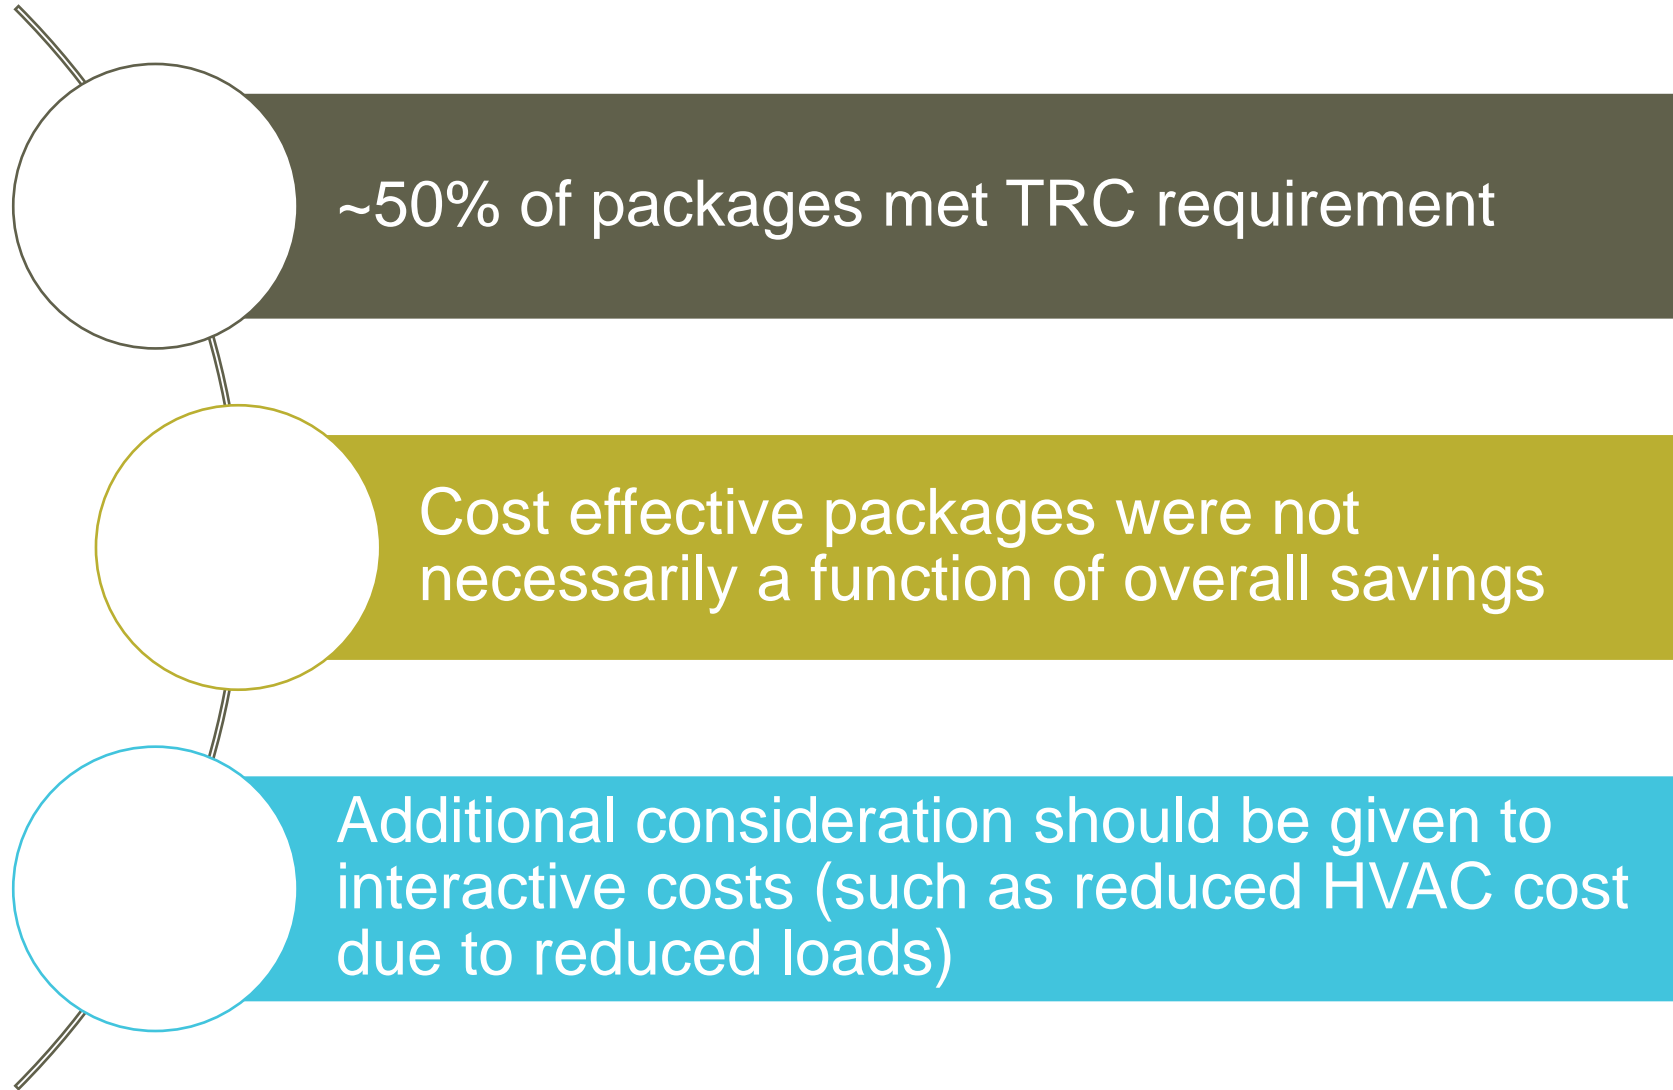 ~50% of packages met TRC requirement
Cost effective packages were not
necessarily a function of overall savings
Additional consideration should be given to
interactive costs (such as reduced HVAC cost
due to reduced loads)